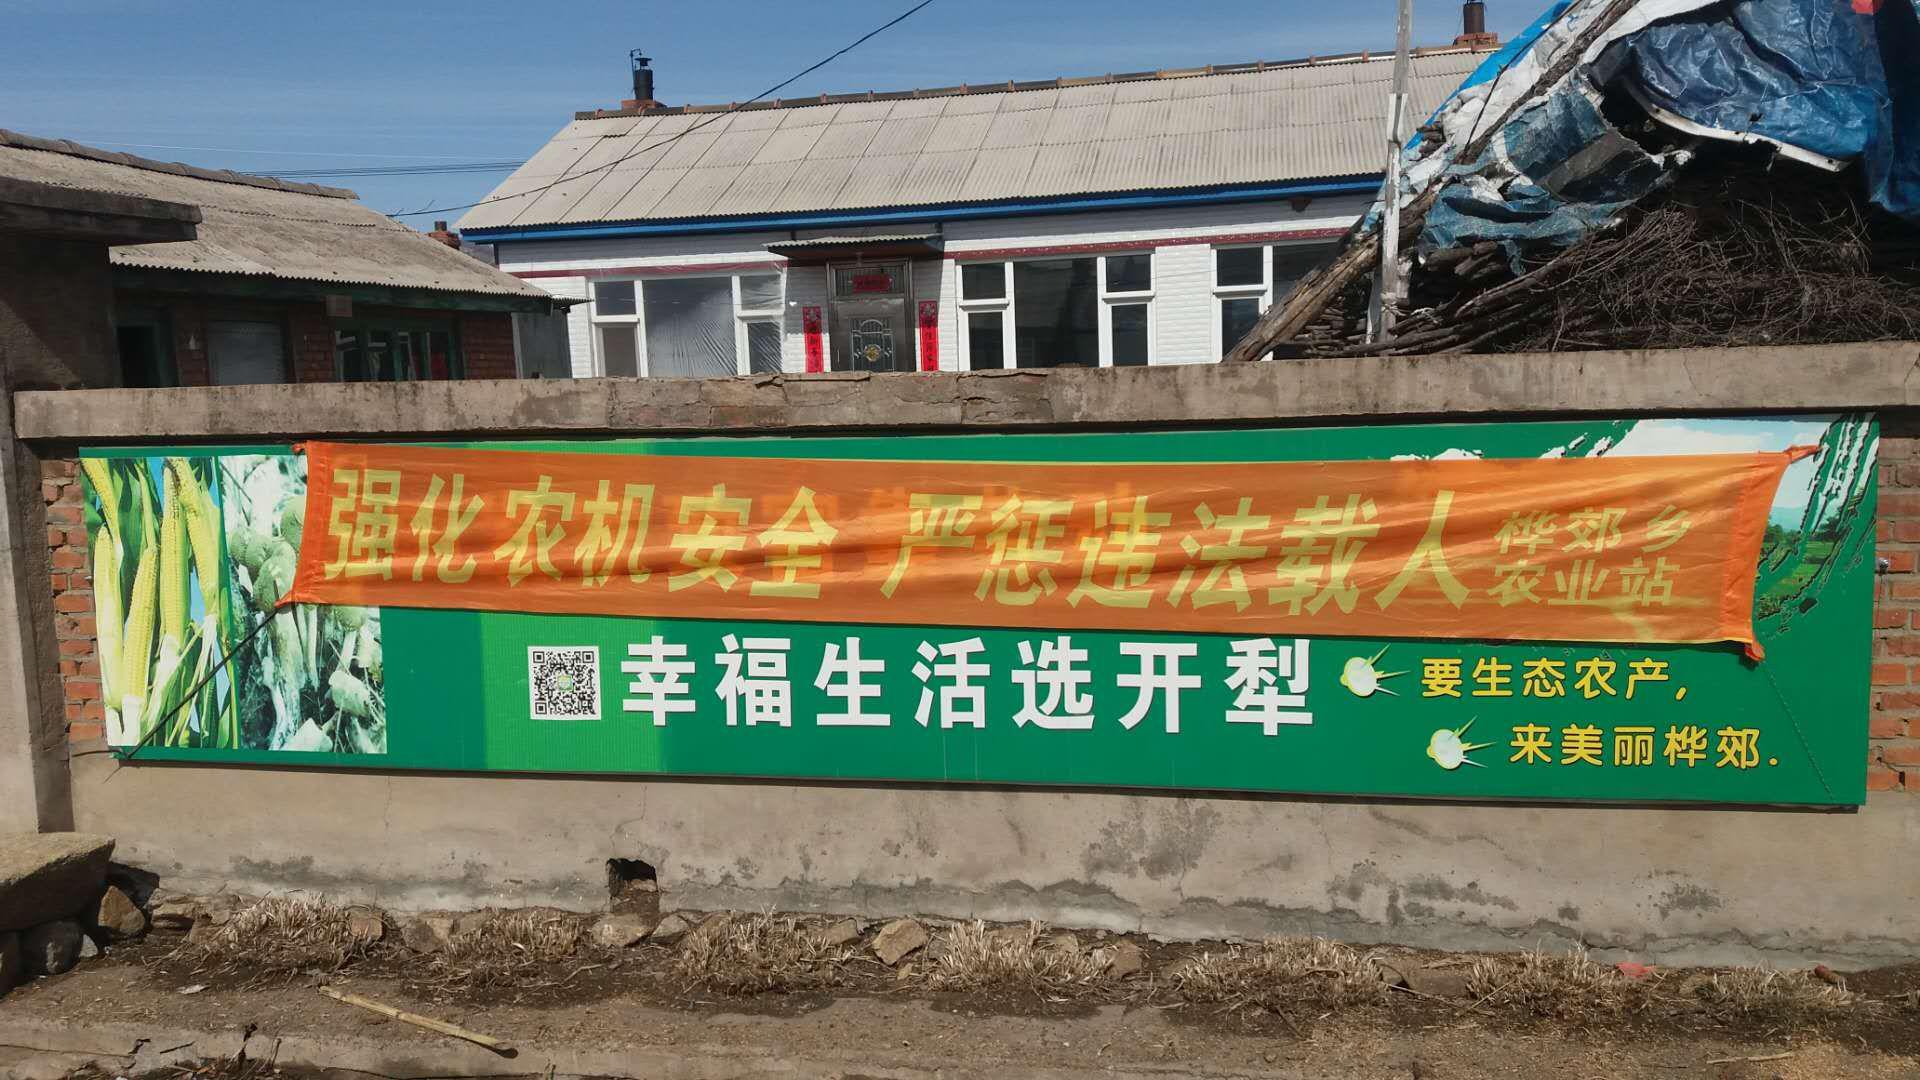 强化农机安全 严惩违法载人
桦郊乡
农业站
幸福生活选开犁
要生态农产,
来美丽桦郊.